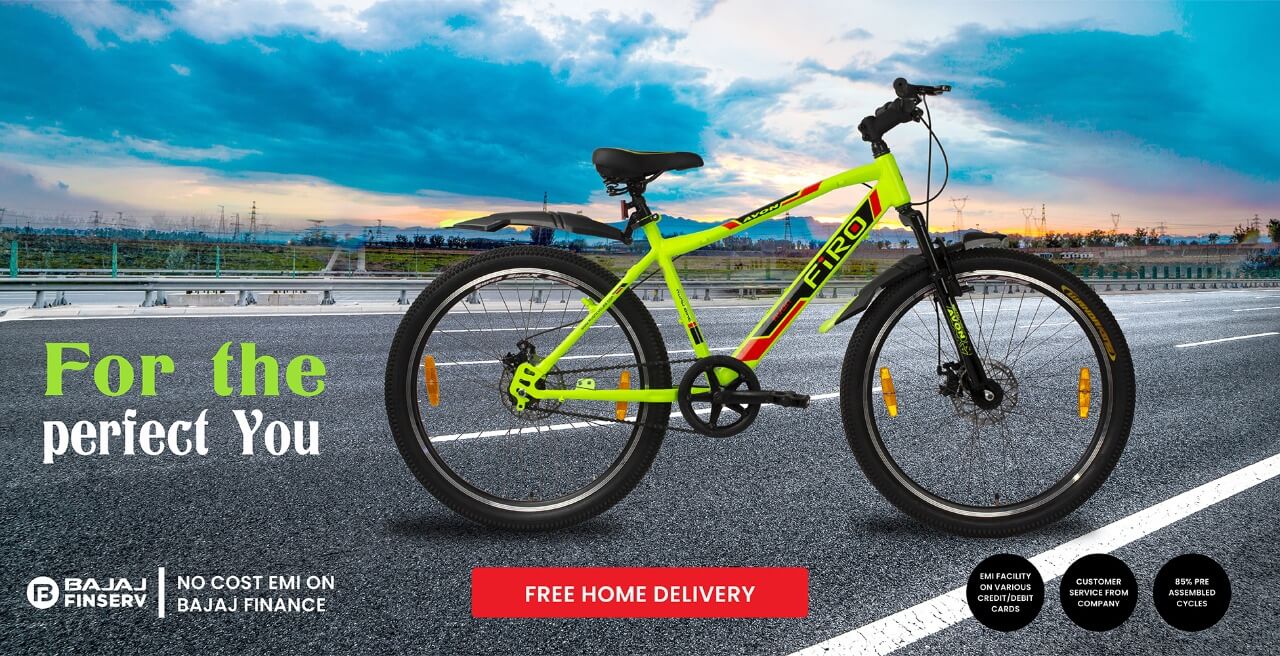 For the
perfect You
AVON
FiRO
AVON
BAJAJ
FINSERV
NO COST EMI ON
BAJAJ FINANCE
FREE HOME DELIVERY
EMI FACILITY
ON VARIOUS
CREDIT/DEBIT
CARDS
CUSTOMER
SERVICE FROM
COMPANY
85% PRE
ASSEMBLED
CYCLES